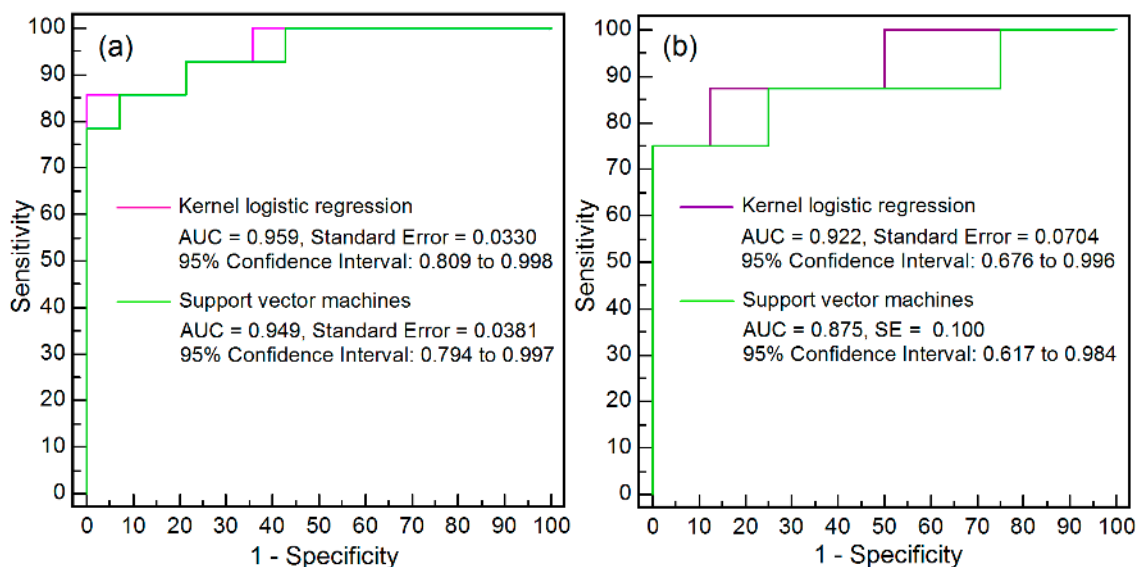 (a)
Sensitivity
100
90
80
70
60
50
40
30
20
10
0
Kernel logistic regression
AUC = 0.959, Standard Error = 0.0330
95% Confidence Interval: 0.809 to 0.998
Support vector machines
AUC = 0.949, Standard Error = 0.0381
95% Confidence Interval: 0.794 to 0.997
0 10 20 30 40 50 60 70 80 90 100
1 - Specificity
(b)
Sensitivity
100
90
80
70
60
50
40
30
20
10
0
Kernel logistic regression
AUC = 0.922, Standard Error = 0.0704
95% Confidence Interval: 0.676 to 0.996
Support vector machines
AUC = 0.875, SE = 0.100
95% Confidence Interval: 0.617 to 0.984
0 10 20 30 40 50 60 70 80 90 100
1 - Specificity